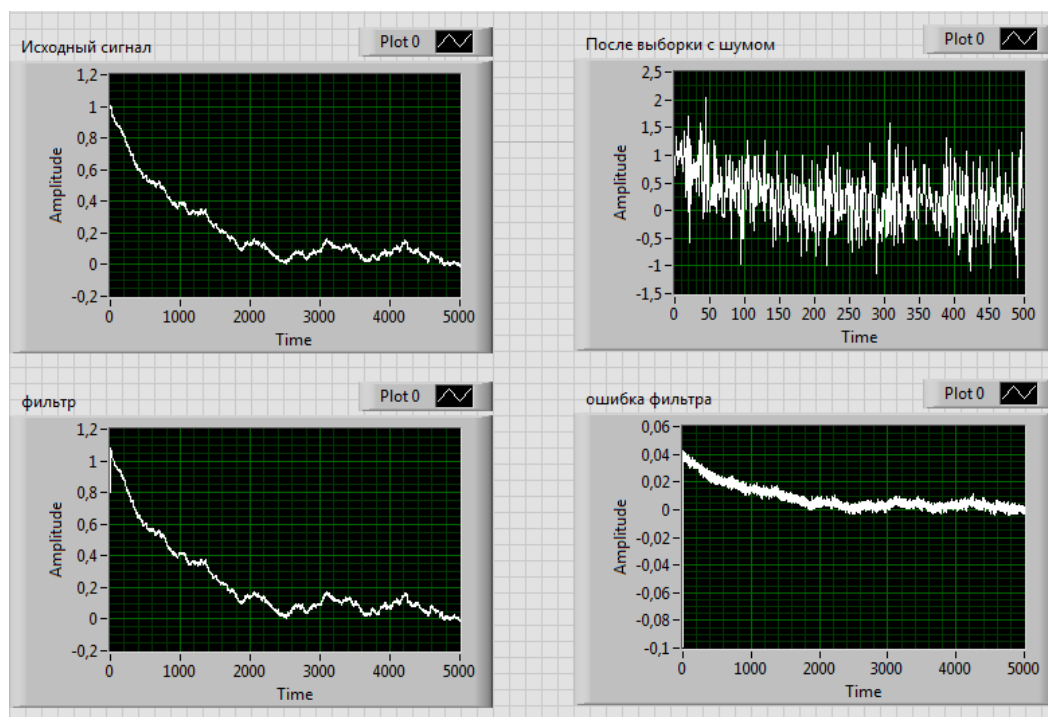 Исходный сигнал
Plot 0
1,2
1
0,8
0,6
0,4
0,2
0
-0,2
Amplitude
0 1000 2000 3000 4000 5000
Time
После выборки с шумом
Plot 0
2,5
2
1,5
1
0,5
0
-0,5
-1
-1,5
Amplitude
0 50 100 150 200 250 300 350 400 450 500
Time
фильтр
Plot 0
1,2
1
0,8
0,6
0,4
0,2
0
-0,2
Amplitude
0 1000 2000 3000 4000 5000
Time
ошибка фильтра
Plot 0
0,06
0,04
0,02
0
-0,02
-0,04
-0,06
-0,08
-0,1
Amplitude
0 1000 2000 3000 4000 5000
Time